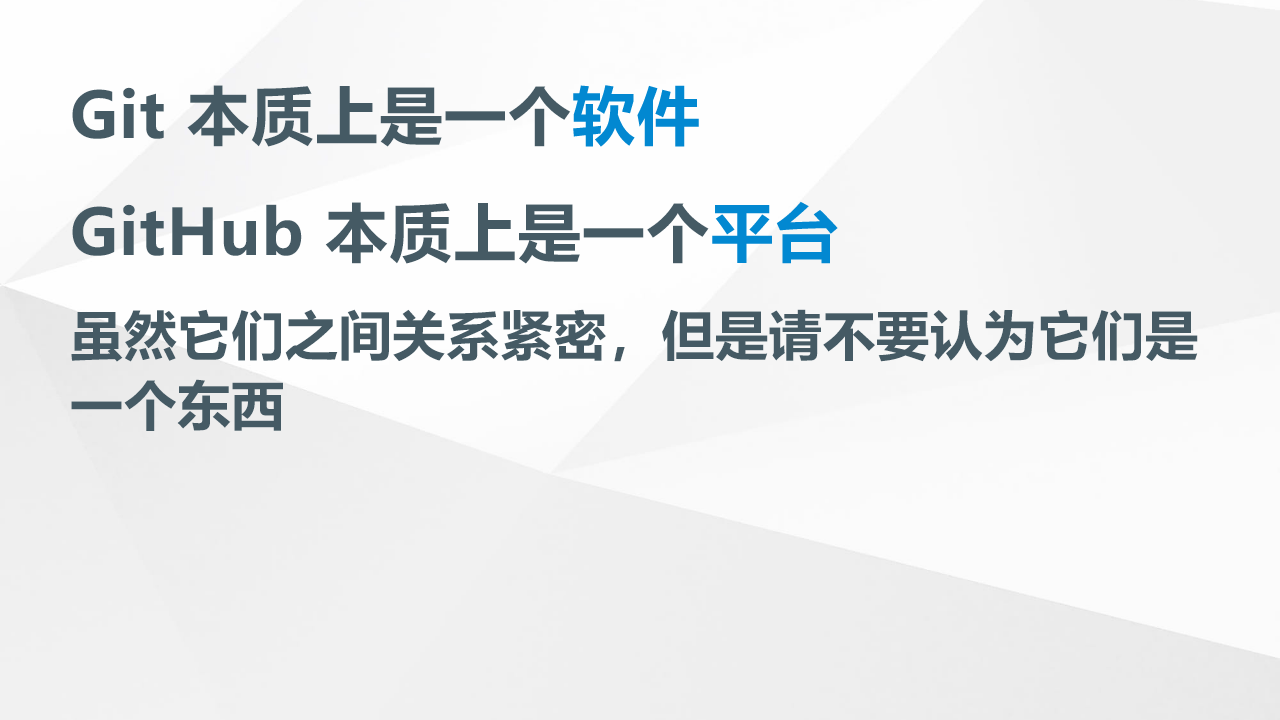 Git 本质上是一个软件
GitHub 本质上是一个平台
虽然它们之间关系紧密，但是请不要认为它们是
一个东西